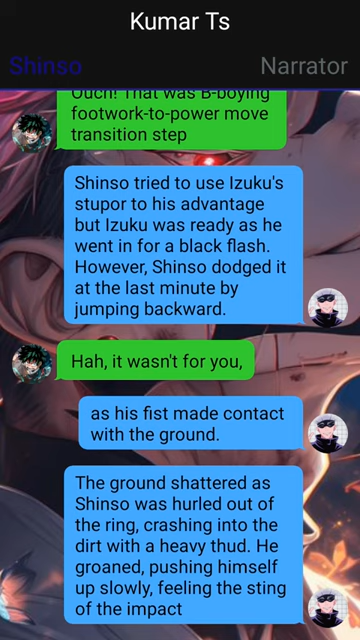 Kumar Ts
Shinso
Narrator
Ouch! That was B-boying
footwork-to-power move
transition step
Shinso tried to use Izuku's
stupor to his advantage
but Izuku was ready as he
went in for a black flash.
However, Shinso dodged it
at the last minute by
jumping backward.
Hah, it wasn't for you,
as his fist made contact
with the ground.
The ground shattered as
Shinso was hurled out of
the ring, crashing into the
dirt with a heavy thud. He
groaned, pushing himself
up slowly, feeling the sting
of the impact